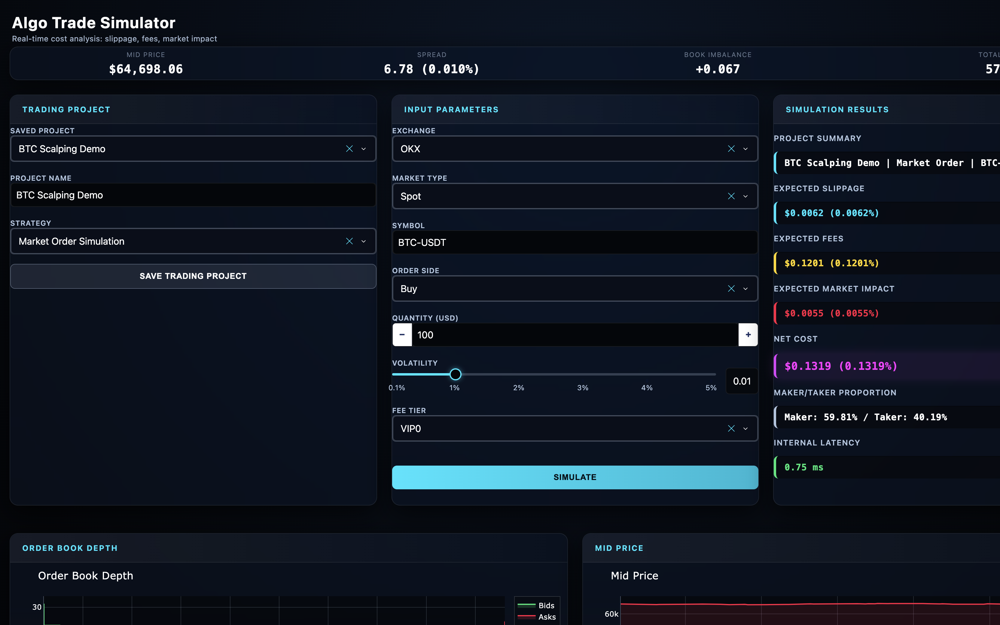 Algo Trade Simulator
Real-time cost analysis: slippage, fees, market impact
MID PRICE
$64,698.06
SPREAD
6.78 (0.010%)
BOOK IMBALANCE
+0.067
TOTAL
57
TRADING PROJECT
SAVED PROJECT
BTC Scalping Demo
PROJECT NAME
BTC Scalping Demo
STRATEGY
Market Order Simulation
SAVE TRADING PROJECT
INPUT PARAMETERS
EXCHANGE
OKX
MARKET TYPE
Spot
SYMBOL
BTC-USDT
ORDER SIDE
Buy
QUANTITY (USD)
− 100 +
VOLATILITY
0.1% 1% 2% 3% 4% 5%
0.01
FEE TIER
VIP0
SIMULATE
SIMULATION RESULTS
PROJECT SUMMARY
BTC Scalping Demo | Market Order | BTC-
EXPECTED SLIPPAGE
$0.0062 (0.0062%)
EXPECTED FEES
$0.1201 (0.1201%)
EXPECTED MARKET IMPACT
$0.0055 (0.0055%)
NET COST
$0.1319 (0.1319%)
MAKER/TAKER PROPORTION
Maker: 59.81% / Taker: 40.19%
INTERNAL LATENCY
0.75 ms
ORDER BOOK DEPTH
Order Book Depth
30
Bids
Asks
MID PRICE
Mid Price
60k